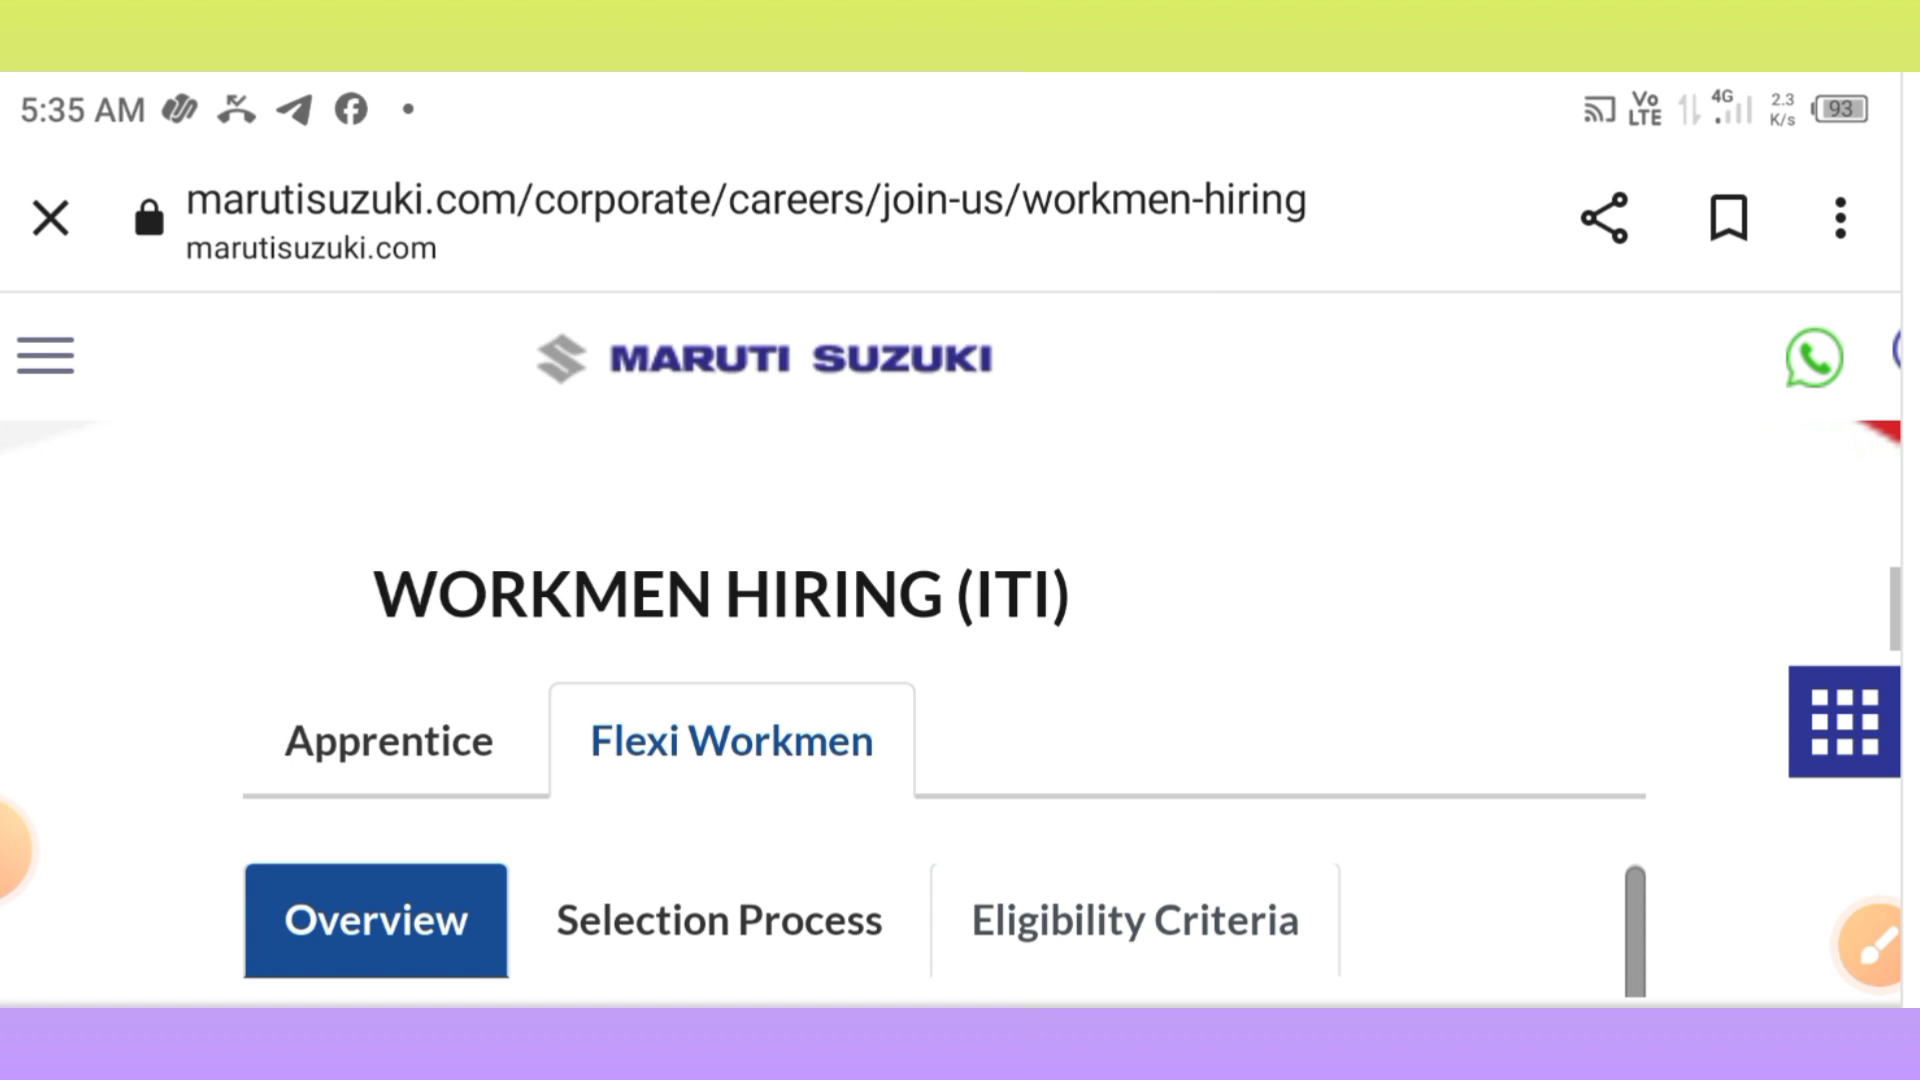 5:35 AM
Vo LTE 4G 2.3 K/s 93
marutisuzuki.com/corporate/careers/join-us/workmen-hiring
marutisuzuki.com
MARUTI SUZUKI
WORKMEN HIRING (ITI)
Apprentice Flexi Workmen
Overview Selection Process Eligibility Criteria